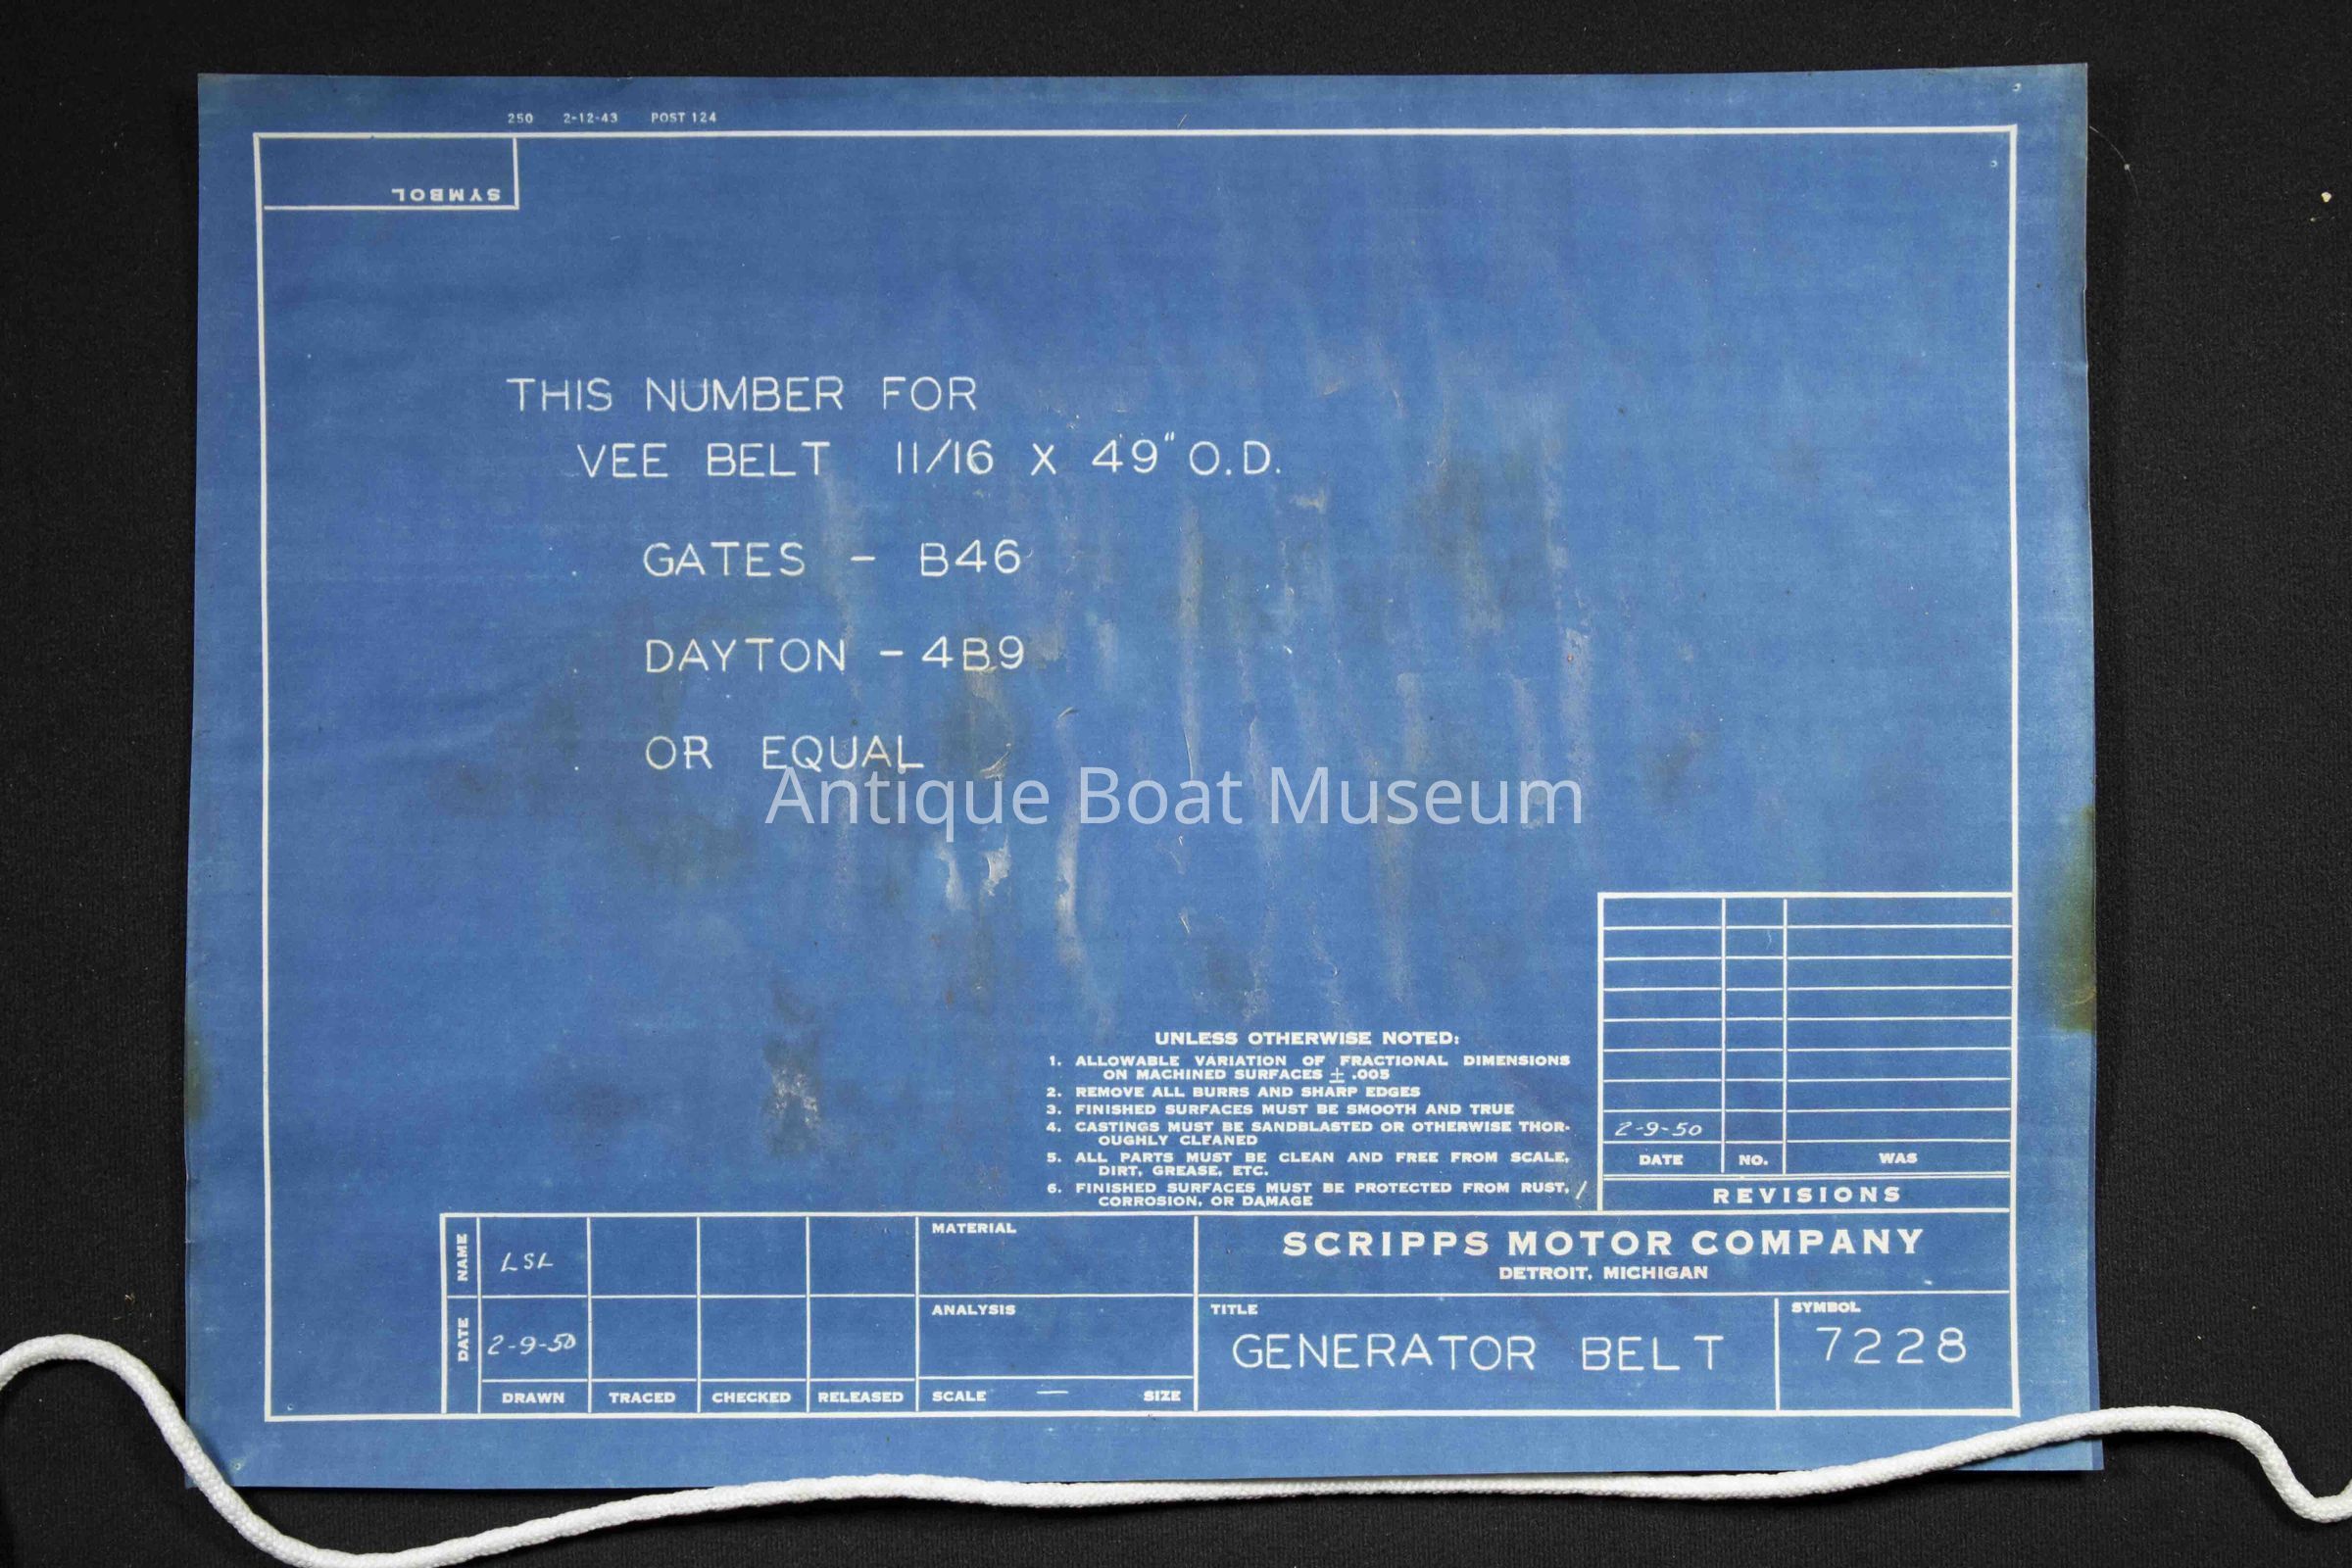 250 2-12-43 POST 124
SYMBOL
THIS NUMBER FOR
VEE BELT 11/16 X 49" O.D.
GATES - B46
DAYTON - 4B9
OR EQUAL
Antique Boat Museum
UNLESS OTHERWISE NOTED:
1. ALLOWABLE VARIATION OF FRACTIONAL DIMENSIONS
ON MACHINED SURFACES ± .005
2. REMOVE ALL BURRS AND SHARP EDGES
3. FINISHED SURFACES MUST BE SMOOTH AND TRUE
4. CASTINGS MUST BE SANDBLASTED OR OTHERWISE THOR-
OUGHLY CLEANED
5. ALL PARTS MUST BE CLEAN AND FREE FROM SCALE,
DIRT, GREASE, ETC.
6. FINISHED SURFACES MUST BE PROTECTED FROM RUST,
CORROSION, OR DAMAGE
2-9-50
DATE NO. WAS
REVISIONS
NAME LSL
DATE 2-9-50
DRAWN TRACED CHECKED RELEASED
MATERIAL
ANALYSIS
SCALE — SIZE
SCRIPPS MOTOR COMPANY
DETROIT, MICHIGAN
TITLE
GENERATOR BELT
SYMBOL
7228